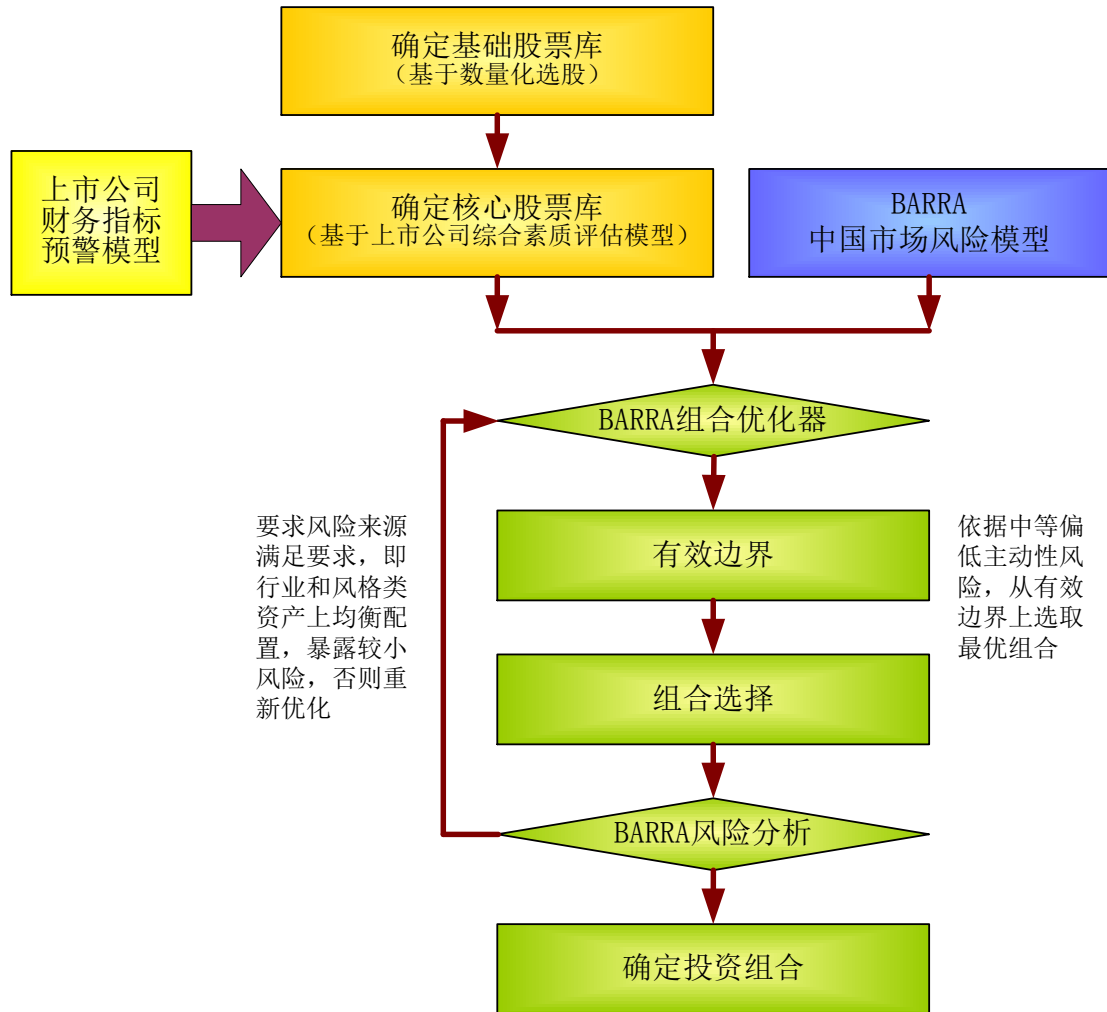 确定基础股票库
（基于数量化选股）
上市公司
财务指标
预警模型
确定核心股票库
（基于上市公司综合素质评估模型）
BARRA
中国市场风险模型
BARRA组合优化器
要求风险来源
满足要求，即
行业和风格类
资产上均衡配
置，暴露较小
风险，否则重
新优化
有效边界
依据中等偏
低主动性风
险，从有效
边界上选取
最优组合
组合选择
BARRA风险分析
确定投资组合